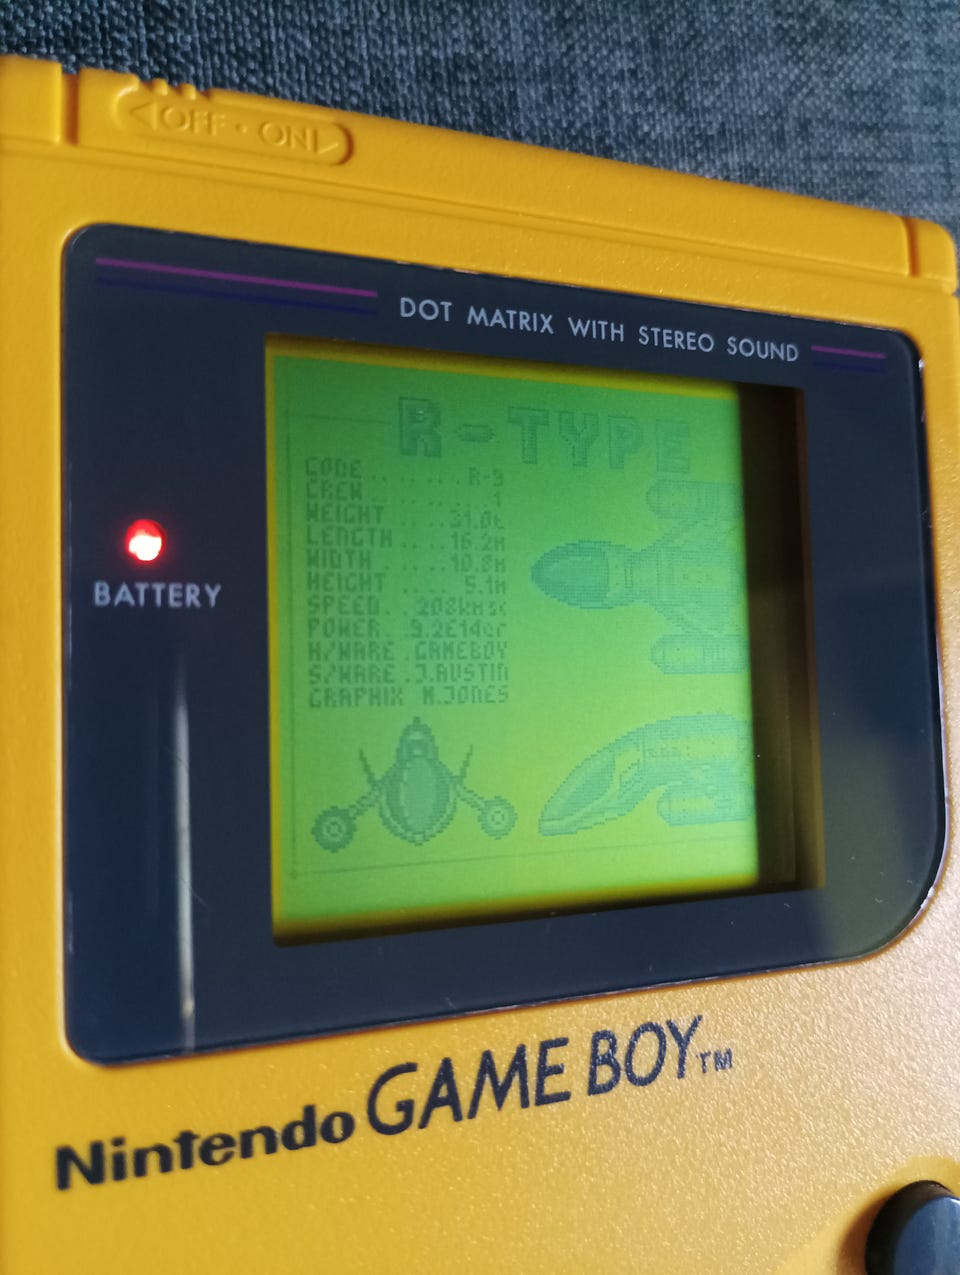 ◁OFF • ON▷
DOT MATRIX WITH STEREO SOUND
R-TYPE
CODE.......R-9
CREW........1
WEIGHT ....31.0t
LENGTH ....16.2M
WIDTH .....10.8M
HEIGHT .....5.1M
SPEED..208kmsc
POWER..9.2E14er
H/WARE .GAMEBOY
S/WARE .J.AUSTIN
GRAPHIX M.JONES
BATTERY
Nintendo GAME BOY™